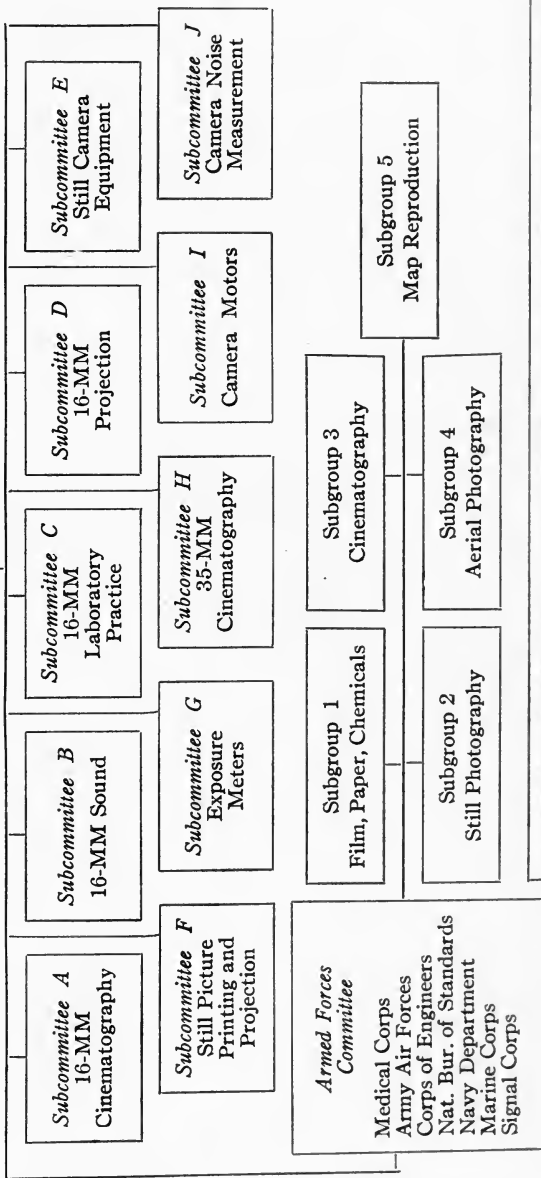 Subcommittee A
16-MM
Cinematography
Subcommittee B
16-MM Sound
Subcommittee C
16-MM
Laboratory
Practice
Subcommittee D
16-MM
Projection
Subcommittee E
Still Camera
Equipment
Subcommittee F
Still Picture
Printing and
Projection
Subcommittee G
Exposure
Meters
Subcommittee H
35-MM
Cinematography
Subcommittee I
Camera Motors
Subcommittee J
Camera Noise
Measurement
Armed Forces
Committee
Medical Corps
Army Air Forces
Corps of Engineers
Nat. Bur. of Standards
Navy Department
Marine Corps
Signal Corps
Subgroup 1
Film, Paper, Chemicals
Subgroup 2
Still Photography
Subgroup 3
Cinematography
Subgroup 4
Aerial Photography
Subgroup 5
Map Reproduction